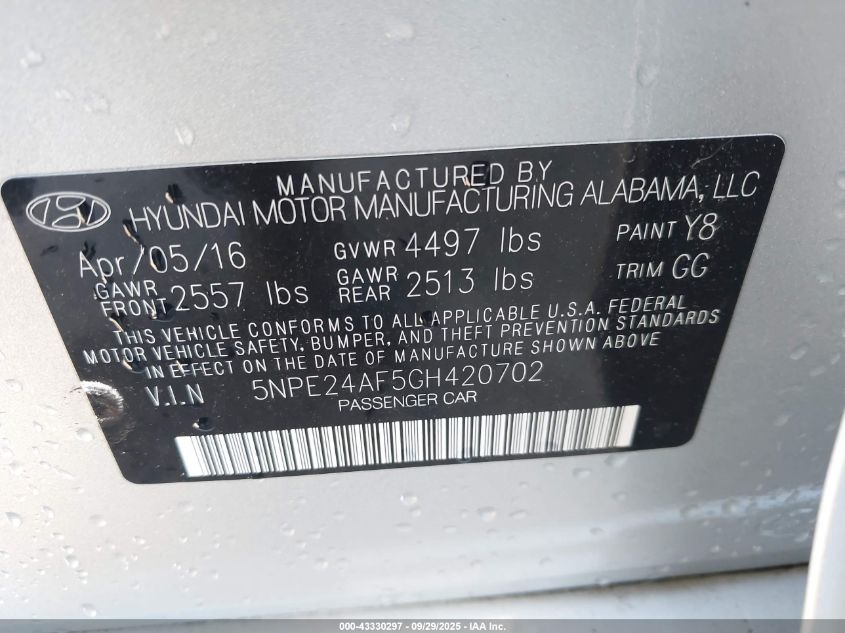 MANUFACTURED BY
HYUNDAI MOTOR MANUFACTURING ALABAMA, LLC
Apr/05/16 GVWR 4497 lbs PAINT Y8
GAWR FRONT 2557 lbs GAWR REAR 2513 lbs TRIM GG
THIS VEHICLE CONFORMS TO ALL APPLICABLE U.S.A. FEDERAL
MOTOR VEHICLE SAFETY, BUMPER, AND THEFT PREVENTION STANDARDS
IN EFFECT ON THE DATE OF MANUFACTURE SHOWN ABOVE.
V.I.N 5NPE24AF5GH420702
PASSENGER CAR
000-43330297 - 09/29/2025 - IAA Inc.